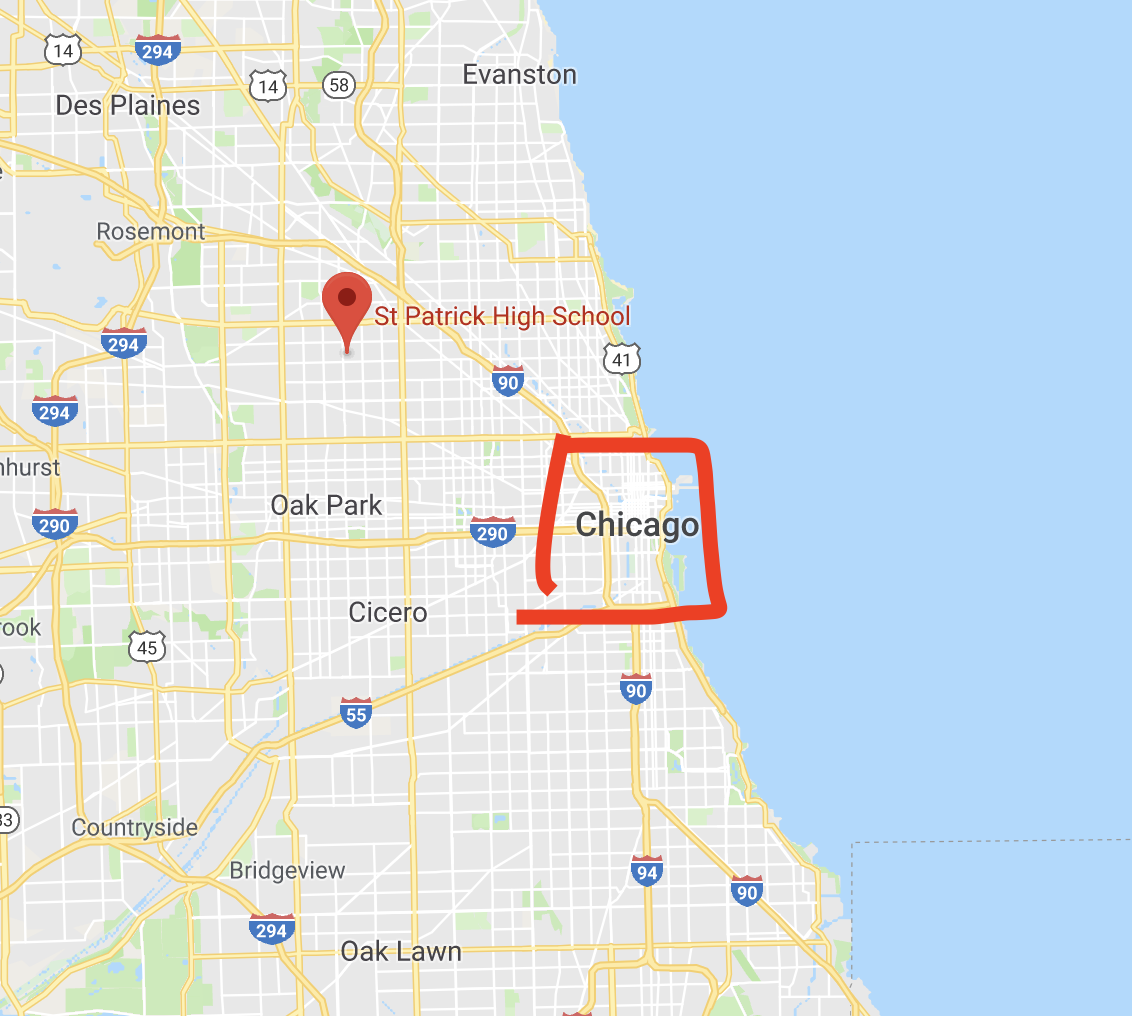 14
294
Evanston
14
58
Des Plaines
Rosemont
St Patrick High School
294
41
90
294
nhurst
Oak Park
290
290
Chicago
Cicero
rook
45
90
55
33
Countryside
Bridgeview
94
90
294
Oak Lawn